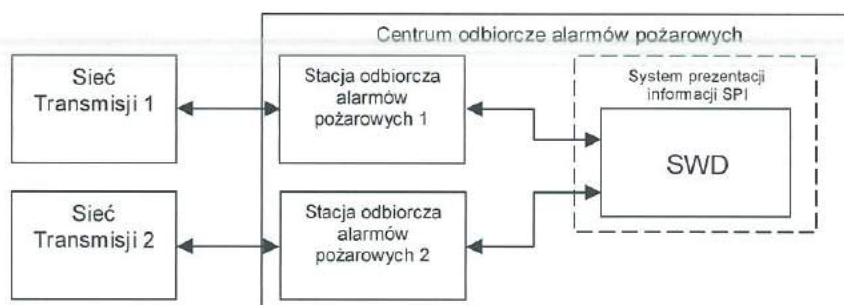 Centrum odbiorcze alarmów pożarowych
Sieć
Transmisji 1
Stacja odbiorcza
alarmów
pożarowych 1
System prezentacji
informacji SPI
SWD
Sieć
Transmisji 2
Stacja odbiorcza
alarmów
pożarowych 2